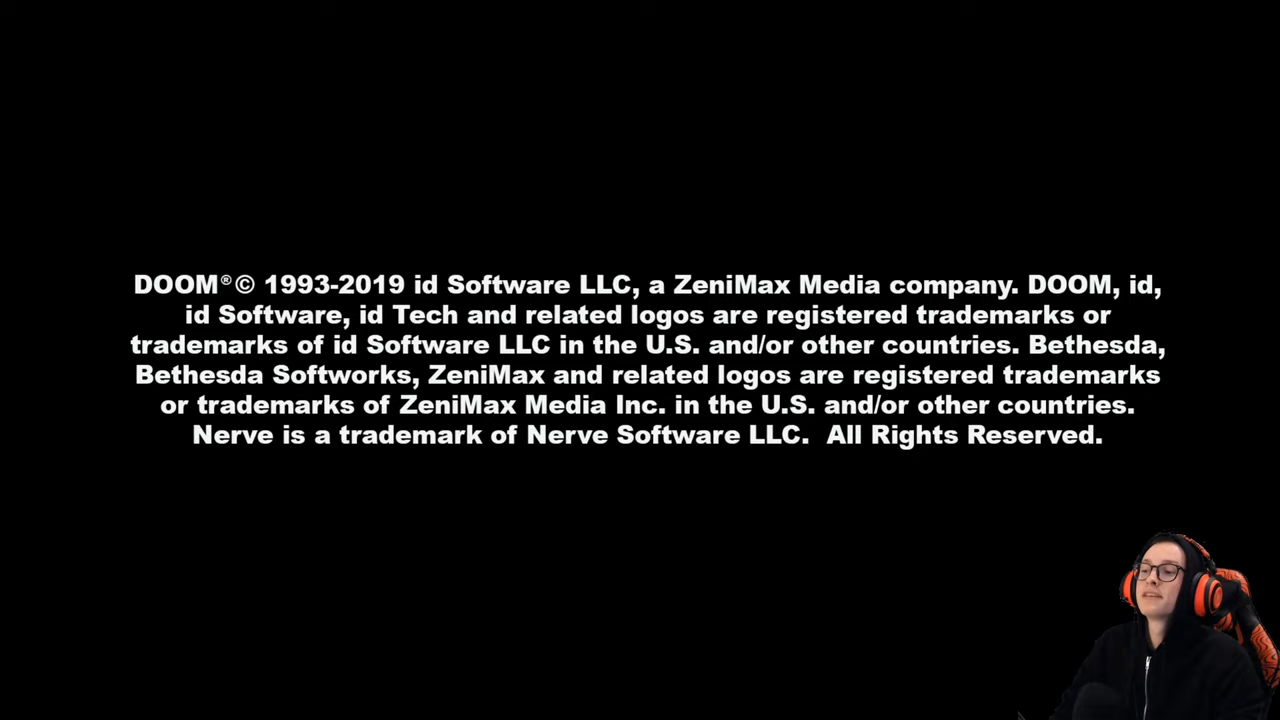 DOOM®© 1993-2019 id Software LLC, a ZeniMax Media company. DOOM, id,
id Software, id Tech and related logos are registered trademarks or
trademarks of id Software LLC in the U.S. and/or other countries. Bethesda,
Bethesda Softworks, ZeniMax and related logos are registered trademarks
or trademarks of ZeniMax Media Inc. in the U.S. and/or other countries.
Nerve is a trademark of Nerve Software LLC.  All Rights Reserved.